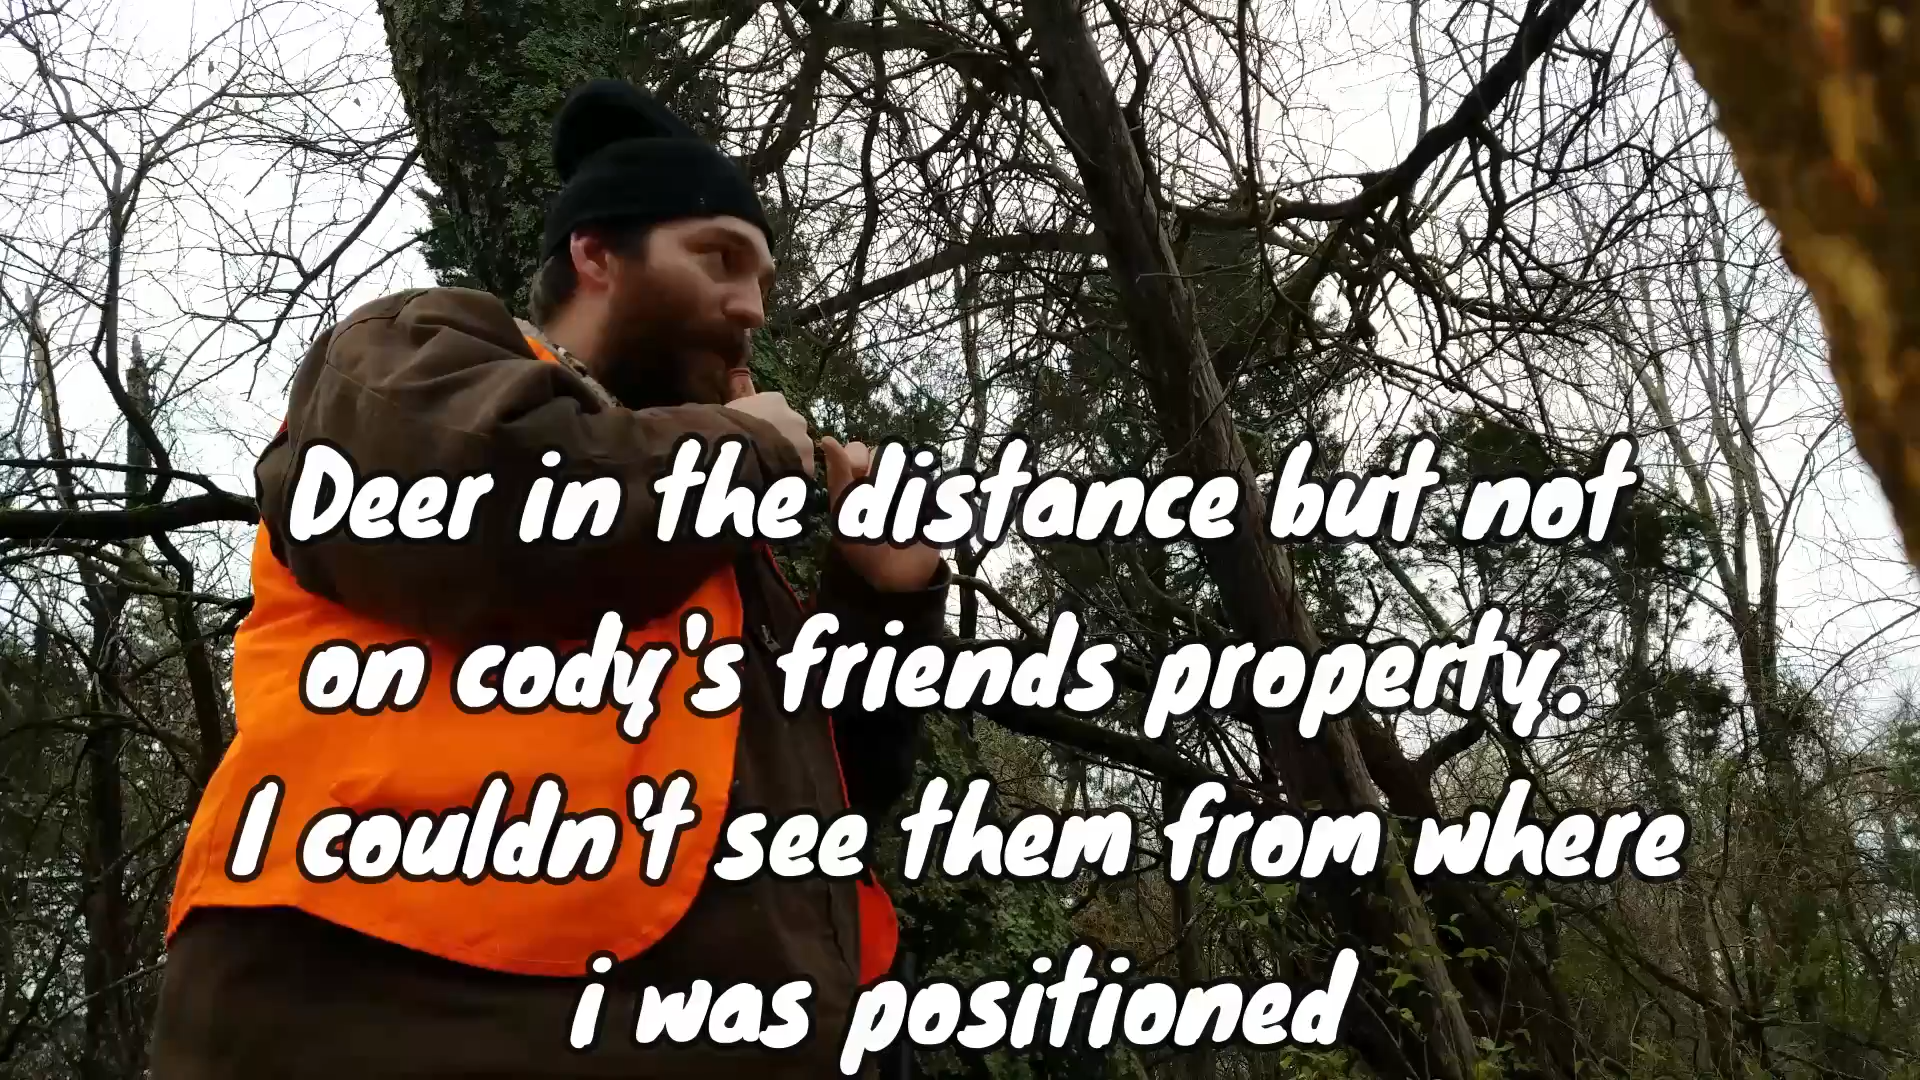 Deer in the distance but not
on cody's friends property.
I couldn't see them from where
i was positioned